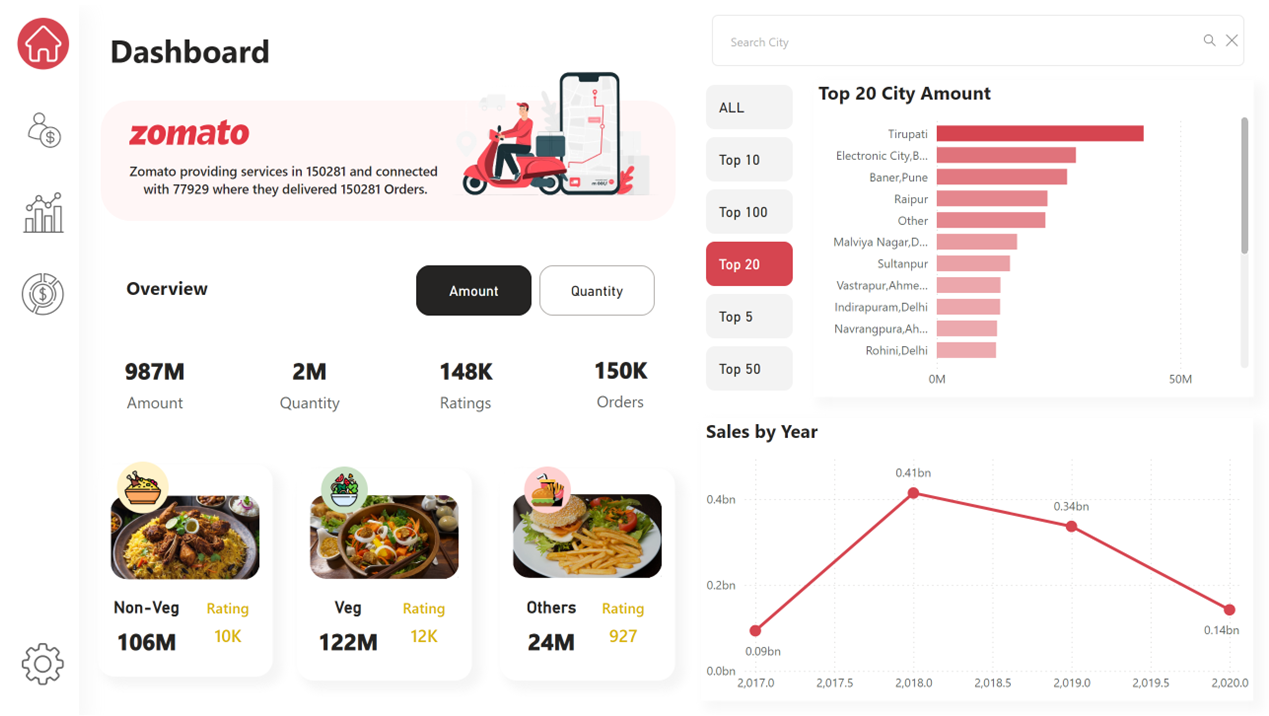 Dashboard
zomato
Zomato providing services in 150281 and connected
with 77929 where they delivered 150281 Orders.
Overview
Amount
Quantity
987M
Amount
2M
Quantity
148K
Ratings
150K
Orders
Non-Veg
Rating
106M
10K
Veg
Rating
122M
12K
Others
Rating
24M
927
Search City
ALL
Top 10
Top 100
Top 20
Top 5
Top 50
Top 20 City Amount
Tirupati
Electronic City,B...
Baner,Pune
Raipur
Other
Malviya Nagar,D...
Sultanpur
Vastrapur,Ahme...
Indirapuram,Delhi
Navrangpura,Ah...
Rohini,Delhi
0M
50M
Sales by Year
0.4bn
0.2bn
0.0bn
0.09bn
0.41bn
0.34bn
0.14bn
2,017.0
2,017.5
2,018.0
2,018.5
2,019.0
2,019.5
2,020.0